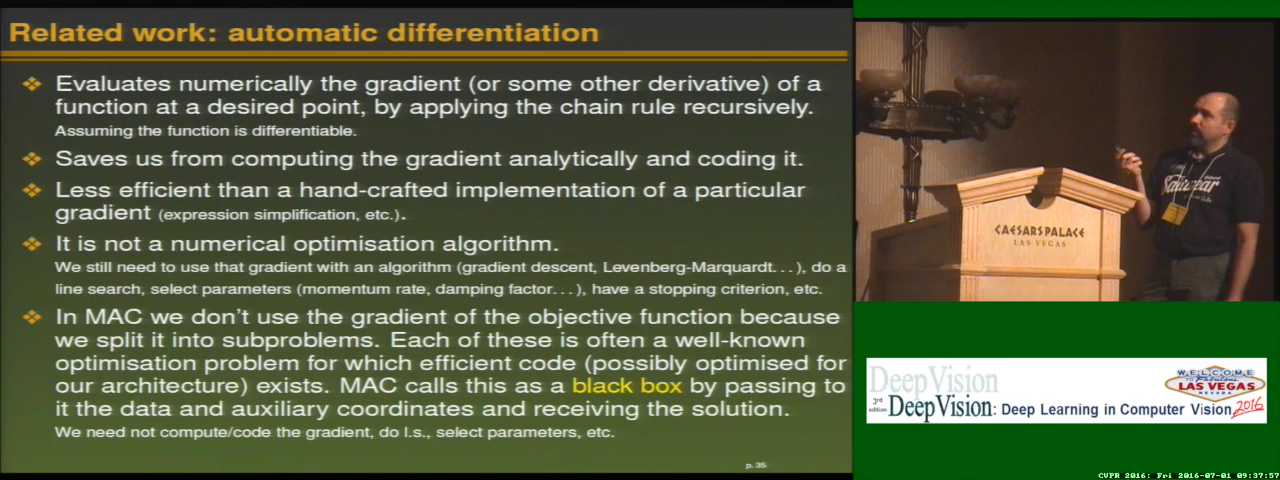 Related work: automatic differentiation
Evaluates numerically the gradient (or some other derivative) of a
function at a desired point, by applying the chain rule recursively.
Assuming the function is differentiable.
Saves us from computing the gradient analytically and coding it.
Less efficient than a hand-crafted implementation of a particular
gradient (expression simplification, etc.).
It is not a numerical optimisation algorithm.
We still need to use that gradient with an algorithm (gradient descent, Levenberg-Marquardt...), do a
line search, select parameters (momentum rate, damping factor...), have a stopping criterion, etc.
In MAC we don't use the gradient of the objective function because
we split it into subproblems. Each of these is often a well-known
optimisation problem for which efficient code (possibly optimised for
our architecture) exists. MAC calls this as a black box by passing to
it the data and auxiliary coordinates and receiving the solution.
We need not compute/code the gradient, do l.s., select parameters, etc.
p. 35
CAESARS PALACE
LAS VEGAS
DeepVision
3rd
edition
DeepVision: Deep Learning in Computer Vision 2016
WELCOME
TO Fabulous
LAS VEGAS
NEVADA
CVPR 2016: Fri 2016-07-01 09:37:57